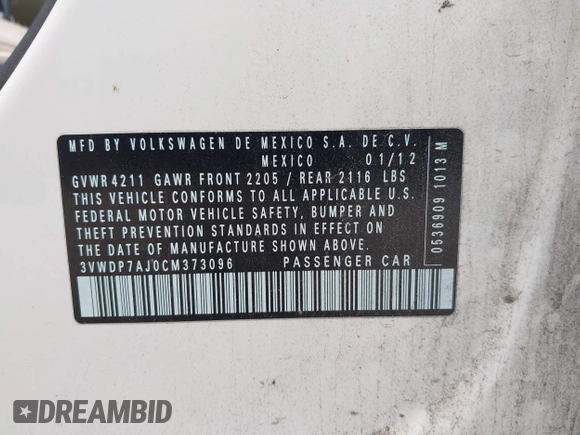 MFD BY VOLKSWAGEN DE MEXICO S.A. DE C.V.
MEXICO 01/12
GVWR 4211 GAWR FRONT 2205 / REAR 2116 LBS
THIS VEHICLE CONFORMS TO ALL APPLICABLE U.S.
FEDERAL MOTOR VEHICLE SAFETY, BUMPER AND
THEFT PREVENTION STANDARDS IN EFFECT ON
THE DATE OF MANUFACTURE SHOWN ABOVE.
3VWDP7AJ0CM373096 PASSENGER CAR
0536909 1013 M
DREAMBID